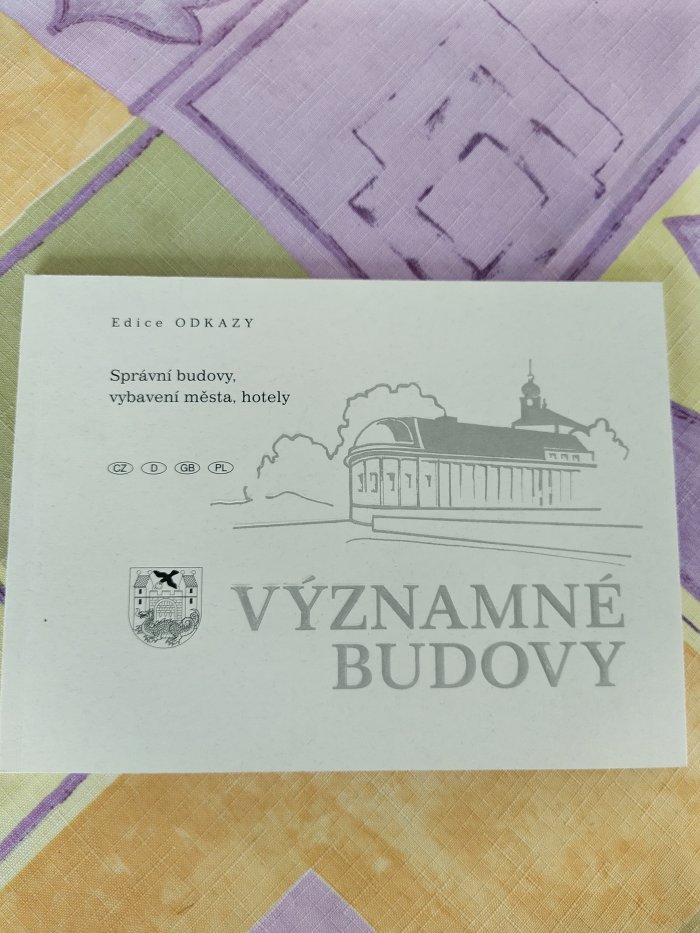 Edice ODKAZY
Správní budovy,
vybavení města, hotely
CZ D GB PL
VÝZNAMNÉ
BUDOVY